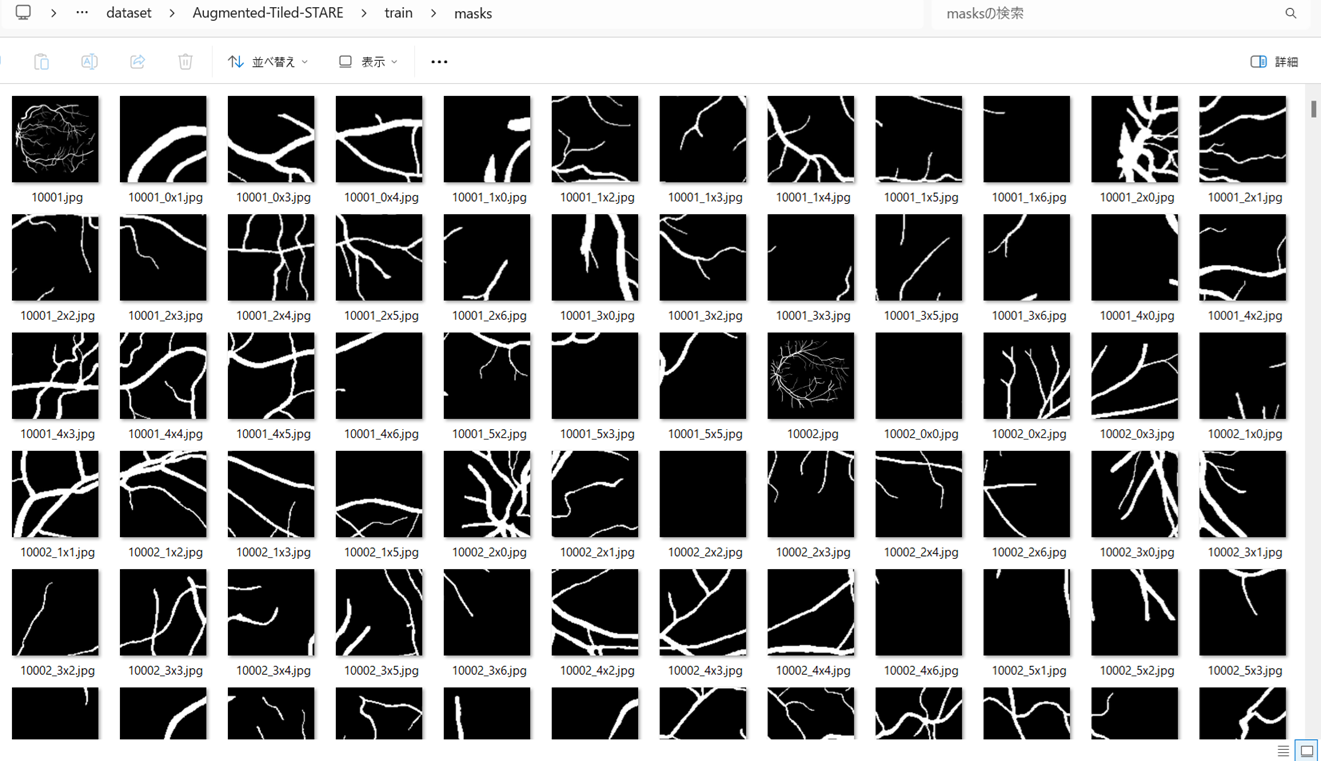 … dataset Augmented-Tiled-STARE train masks masksの検索
並べ替え 表示 … 詳細
10001.jpg 10001_0x1.jpg 10001_0x3.jpg 10001_0x4.jpg 10001_1x0.jpg 10001_1x2.jpg 10001_1x3.jpg 10001_1x4.jpg 10001_1x5.jpg 10001_1x6.jpg 10001_2x0.jpg 10001_2x1.jpg
10001_2x2.jpg 10001_2x3.jpg 10001_2x4.jpg 10001_2x5.jpg 10001_2x6.jpg 10001_3x0.jpg 10001_3x2.jpg 10001_3x3.jpg 10001_3x5.jpg 10001_3x6.jpg 10001_4x0.jpg 10001_4x2.jpg
10001_4x3.jpg 10001_4x4.jpg 10001_4x5.jpg 10001_4x6.jpg 10001_5x2.jpg 10001_5x3.jpg 10001_5x5.jpg 10002.jpg 10002_0x0.jpg 10002_0x2.jpg 10002_0x3.jpg 10002_1x0.jpg
10002_1x1.jpg 10002_1x2.jpg 10002_1x3.jpg 10002_1x5.jpg 10002_2x0.jpg 10002_2x1.jpg 10002_2x2.jpg 10002_2x3.jpg 10002_2x4.jpg 10002_2x6.jpg 10002_3x0.jpg 10002_3x1.jpg
10002_3x2.jpg 10002_3x3.jpg 10002_3x4.jpg 10002_3x5.jpg 10002_3x6.jpg 10002_4x2.jpg 10002_4x3.jpg 10002_4x4.jpg 10002_4x6.jpg 10002_5x1.jpg 10002_5x2.jpg 10002_5x3.jpg